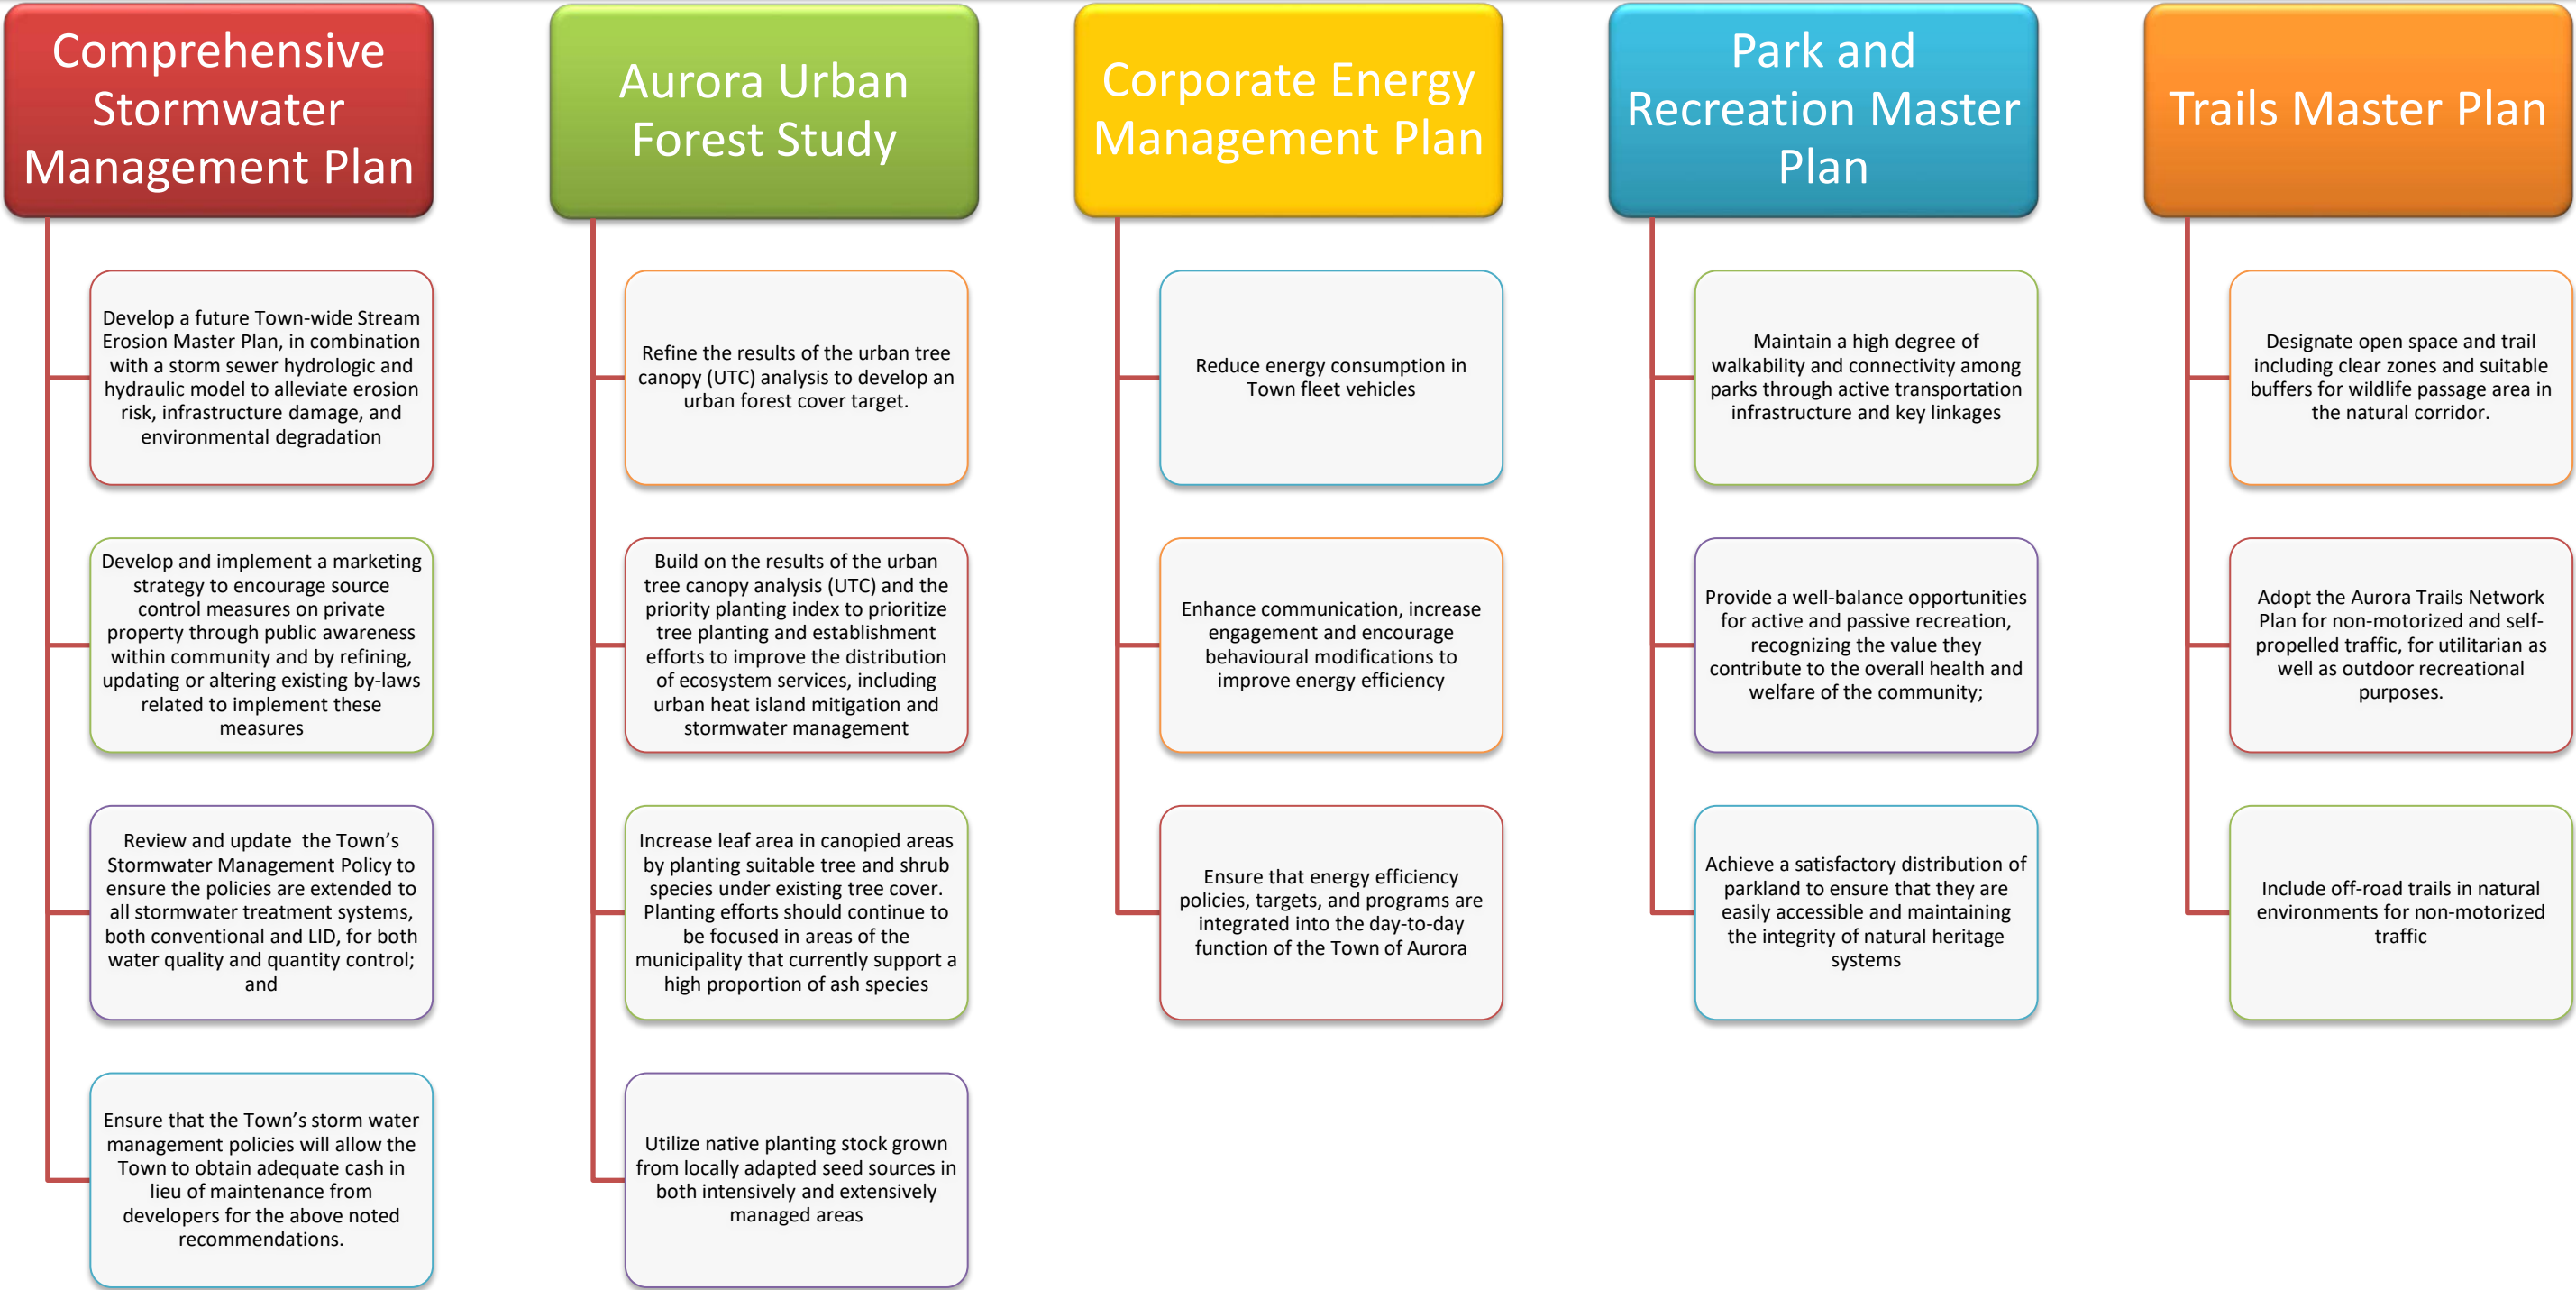 Comprehensive
Stormwater
Management Plan
Develop a future Town-wide Stream
Erosion Master Plan, in combination
with a storm sewer hydrologic and
hydraulic model to alleviate erosion
risk, infrastructure damage, and
environmental degradation
Develop and implement a marketing
strategy to encourage source
control measures on private
property through public awareness
within community and by refining,
updating or altering existing by-laws
related to implement these
measures
Review and update  the Town’s
Stormwater Management Policy to
ensure the policies are extended to
all stormwater treatment systems,
both conventional and LID, for both
water quality and quantity control;
and
Ensure that the Town’s storm water
management policies will allow the
Town to obtain adequate cash in
lieu of maintenance from
developers for the above noted
recommendations.
Aurora Urban
Forest Study
Refine the results of the urban tree
canopy (UTC) analysis to develop an
urban forest cover target.
Build on the results of the urban
tree canopy analysis (UTC) and the
priority planting index to prioritize
tree planting and establishment
efforts to improve the distribution
of ecosystem services, including
urban heat island mitigation and
stormwater management
Increase leaf area in canopied areas
by planting suitable tree and shrub
species under existing tree cover.
Planting efforts should continue to
be focused in areas of the
municipality that currently support a
high proportion of ash species
Utilize native planting stock grown
from locally adapted seed sources in
both intensively and extensively
managed areas
Corporate Energy
Management Plan
Reduce energy consumption in
Town fleet vehicles
Enhance communication, increase
engagement and encourage
behavioural modifications to
improve energy efficiency
Ensure that energy efficiency
policies, targets, and programs are
integrated into the day-to-day
function of the Town of Aurora
Park and
Recreation Master
Plan
Maintain a high degree of
walkability and connectivity among
parks through active transportation
infrastructure and key linkages
Provide a well-balance opportunities
for active and passive recreation,
recognizing the value they
contribute to the overall health and
welfare of the community;
Achieve a satisfactory distribution of
parkland to ensure that they are
easily accessible and maintaining
the integrity of natural heritage
systems
Trails Master Plan
Designate open space and trail
including clear zones and suitable
buffers for wildlife passage area in
the natural corridor.
Adopt the Aurora Trails Network
Plan for non-motorized and self-
propelled traffic, for utilitarian as
well as outdoor recreational
purposes.
Include off-road trails in natural
environments for non-motorized
traffic